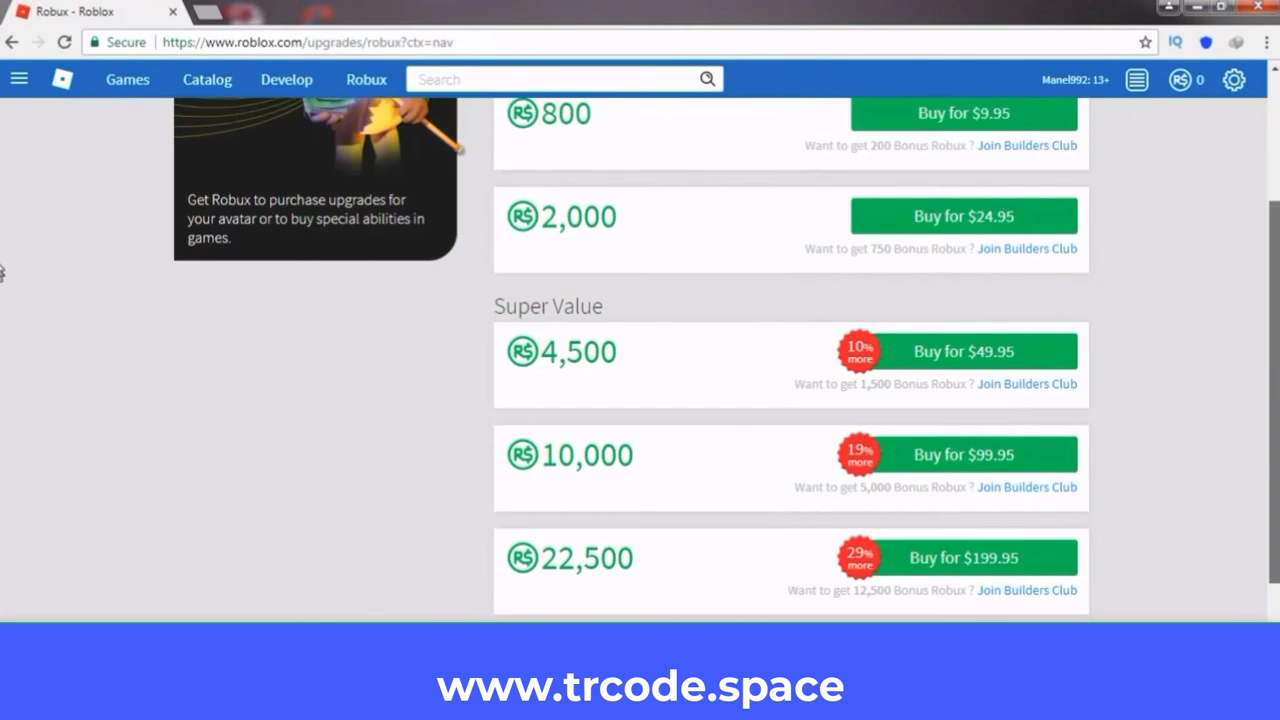 Robux - Roblox
Secure https://www.roblox.com/upgrades/robux?ctx=nav
Games Catalog Develop Robux Search Manel992: 13+ R$ 0
R$ 800 Buy for $9.95
Want to get 200 Bonus Robux ? Join Builders Club
Get Robux to purchase upgrades for
your avatar or to buy special abilities in
games.
R$ 2,000 Buy for $24.95
Want to get 750 Bonus Robux ? Join Builders Club
Super Value
R$ 4,500 10% more Buy for $49.95
Want to get 1,500 Bonus Robux ? Join Builders Club
R$ 10,000 19% more Buy for $99.95
Want to get 5,000 Bonus Robux ? Join Builders Club
R$ 22,500 29% more Buy for $199.95
Want to get 12,500 Bonus Robux ? Join Builders Club
www.trcode.space